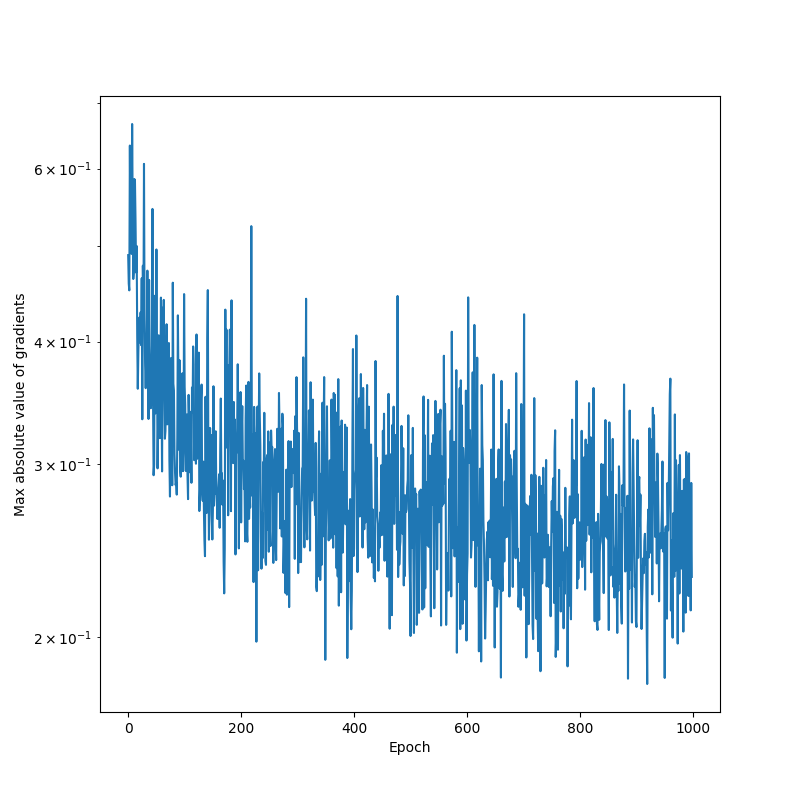 6 × 10⁻¹
4 × 10⁻¹
3 × 10⁻¹
2 × 10⁻¹
Max absolute value of gradients
0 200 400 600 800 1000
Epoch